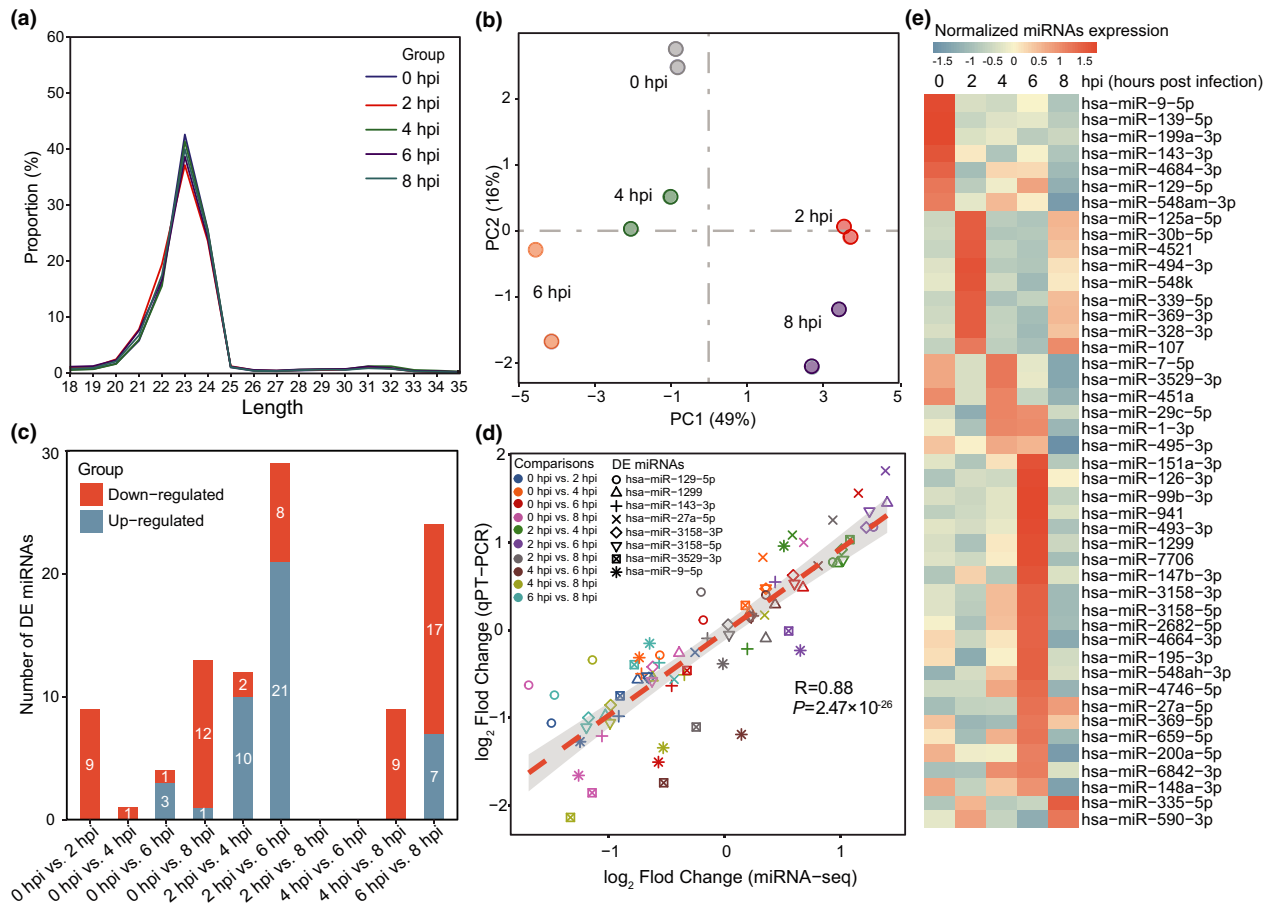 (a)
60
50
40
30
20
10
0
Proportion (%)
18 19 20 21 22 23 24 25 26 27 28 29 30 31 32 33 34 35
Length
Group
0 hpi
2 hpi
4 hpi
6 hpi
8 hpi
(b)
2
1
0
−1
−2
PC2 (16%)
−5 −3 −1 1 3 5
PC1 (49%)
0 hpi
4 hpi
2 hpi
6 hpi
8 hpi
(c)
30
20
10
0
Number of DE miRNAs
Group
Down−regulated
Up−regulated
9
1
1
3
12
1
2
10
8
21
9
17
7
0 hpi vs. 2 hpi
0 hpi vs. 4 hpi
0 hpi vs. 6 hpi
0 hpi vs. 8 hpi
2 hpi vs. 4 hpi
2 hpi vs. 6 hpi
2 hpi vs. 8 hpi
4 hpi vs. 6 hpi
4 hpi vs. 8 hpi
6 hpi vs. 8 hpi
(d)
2
1
0
−1
−2
log2 Flod Change (qPT−PCR)
Comparisons
0 hpi vs. 2 hpi
0 hpi vs. 4 hpi
0 hpi vs. 6 hpi
0 hpi vs. 8 hpi
2 hpi vs. 4 hpi
2 hpi vs. 6 hpi
2 hpi vs. 8 hpi
4 hpi vs. 6 hpi
4 hpi vs. 8 hpi
6 hpi vs. 8 hpi
DE miRNAs
hsa−miR−129−5p
hsa−miR−1299
hsa−miR−143−3p
hsa−miR−27a−5p
hsa−miR−3158−3P
hsa−miR−3158−5p
hsa−miR−3529−3p
hsa−miR−9−5p
R=0.88
P=2.47×10-26
−1 0 1
log2 Flod Change (miRNA−seq)
(e)
Normalized miRNAs expression
-1.5 -1 -0.5 0 0.5 1 1.5
0 2 4 6 8 hpi (hours post infection)
hsa−miR−9−5p
hsa−miR−139−5p
hsa−miR−199a−3p
hsa−miR−143−3p
hsa−miR−4684−3p
hsa−miR−129−5p
hsa−miR−548am−3p
hsa−miR−125a−5p
hsa−miR−30b−5p
hsa−miR−4521
hsa−miR−494−3p
hsa−miR−548k
hsa−miR−339−5p
hsa−miR−369−3p
hsa−miR−328−3p
hsa−miR−107
hsa−miR−7−5p
hsa−miR−3529−3p
hsa−miR−451a
hsa−miR−29c−5p
hsa−miR−1−3p
hsa−miR−495−3p
hsa−miR−151a−3p
hsa−miR−126−3p
hsa−miR−99b−3p
hsa−miR−941
hsa−miR−493−3p
hsa−miR−1299
hsa−miR−7706
hsa−miR−147b−3p
hsa−miR−3158−3p
hsa−miR−3158−5p
hsa−miR−2682−5p
hsa−miR−4664−3p
hsa−miR−195−3p
hsa−miR−548ah−3p
hsa−miR−4746−5p
hsa−miR−27a−5p
hsa−miR−369−5p
hsa−miR−659−5p
hsa−miR−200a−5p
hsa−miR−6842−3p
hsa−miR−148a−3p
hsa−miR−335−5p
hsa−miR−590−3p